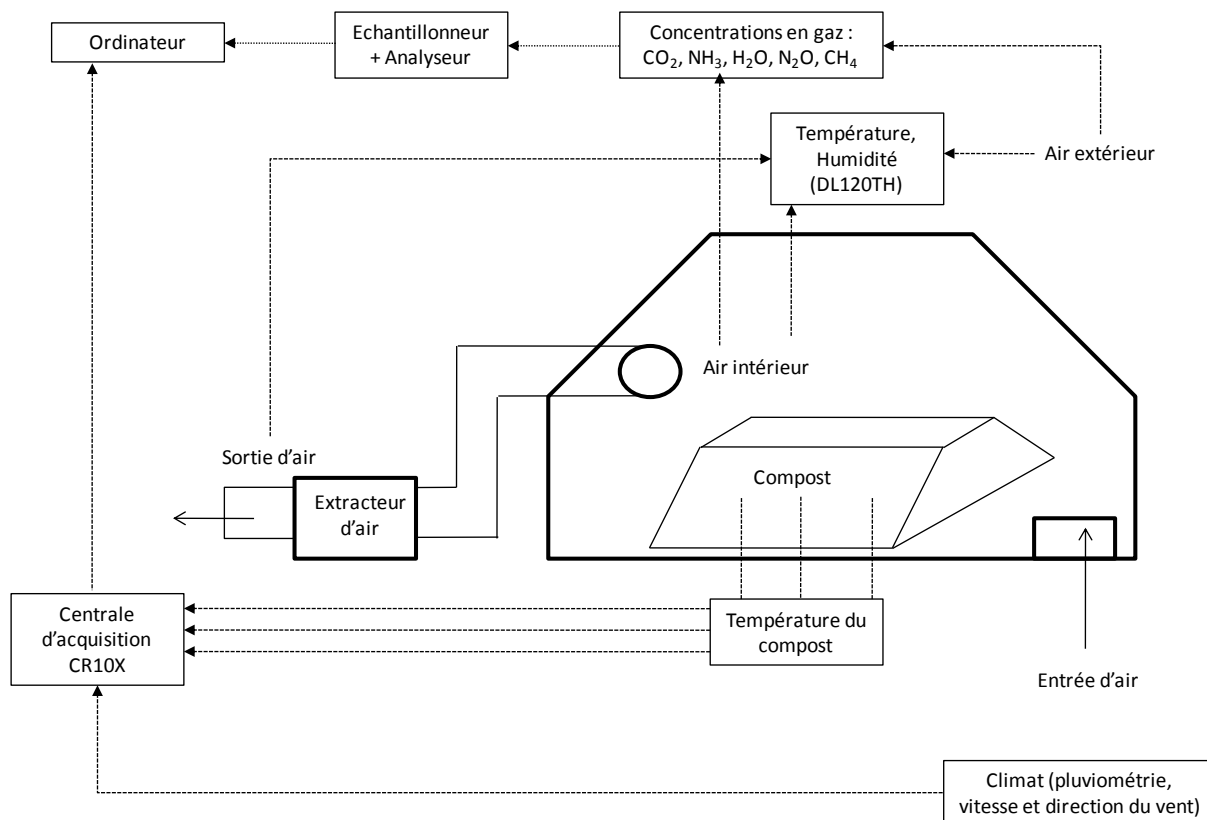 Ordinateur
Echantillonneur
+ Analyseur
Concentrations en gaz :
CO₂, NH₃, H₂O, N₂O, CH₄
Température,
Humidité
(DL120TH)
Air extérieur
Air intérieur
Sortie d’air
Extracteur
d’air
Compost
Centrale
d’acquisition
CR10X
Température du
compost
Entrée d’air
Climat (pluviométrie,
vitesse et direction du vent)